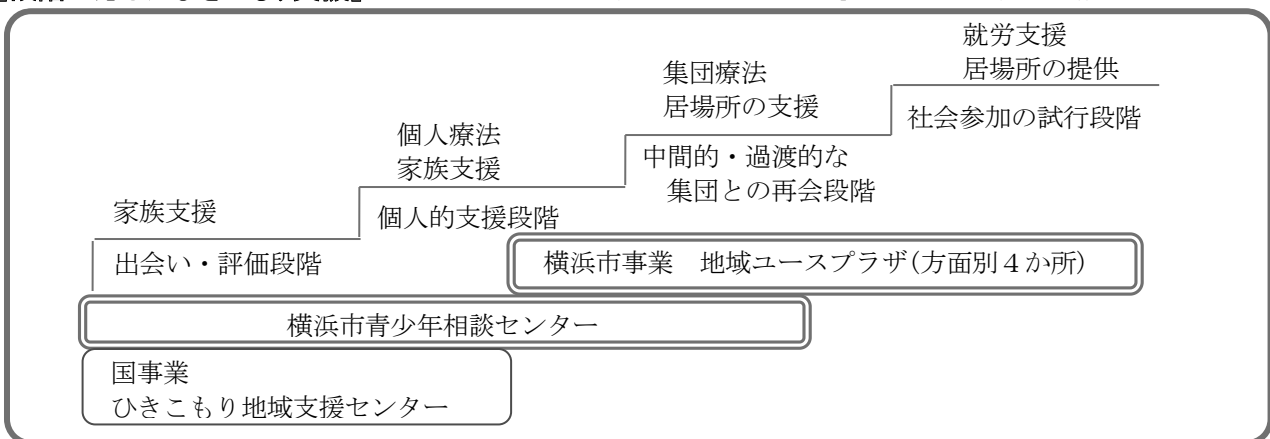 就労支援
居場所の提供
集団療法
居場所の支援
社会参加の試行段階
個人療法
家族支援
中間的・過渡的な
集団との再会段階
家族支援
個人的支援段階
出会い・評価段階
横浜市事業　地域ユースプラザ(方面別４か所)
横浜市青少年相談センター
国事業
ひきこもり地域支援センター